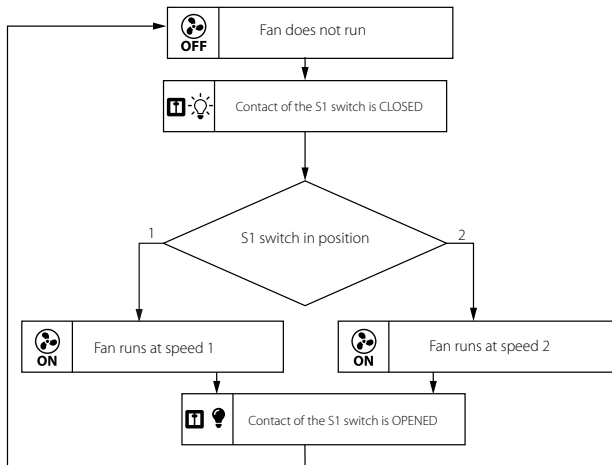 Fan does not run
OFF
Contact of the S1 switch is CLOSED
S1 switch in position
1
2
Fan runs at speed 1
ON
Fan runs at speed 2
ON
Contact of the S1 switch is OPENED